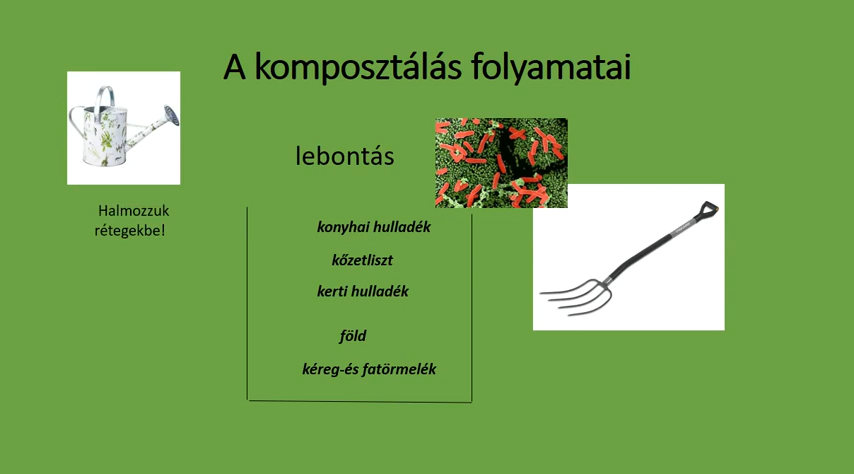 A komposztálás folyamatai
lebontás
Halmozzuk
rétegekbe!
konyhai hulladék
kőzetliszt
kerti hulladék
föld
kéreg-és fatörmelék